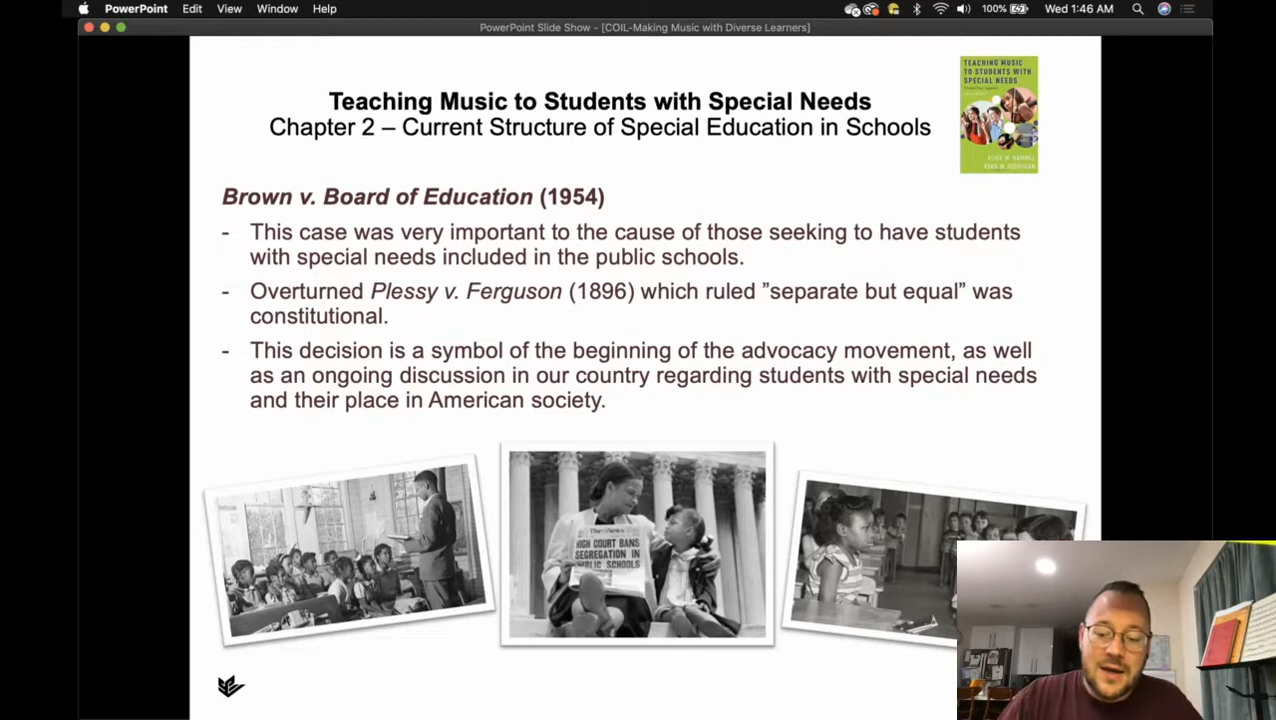 PowerPoint Edit View Window Help 100% Wed 1:46 AM
PowerPoint Slide Show - [COIL-Making Music with Diverse Learners]
Teaching Music to Students with Special Needs
Chapter 2 – Current Structure of Special Education in Schools
TEACHING MUSIC
TO STUDENTS WITH
SPECIAL NEEDS
ALICE M. HAMMEL
RYAN M. HOURIGAN
Brown v. Board of Education (1954)
- This case was very important to the cause of those seeking to have students
with special needs included in the public schools.
- Overturned Plessy v. Ferguson (1896) which ruled ”separate but equal” was
constitutional.
- This decision is a symbol of the beginning of the advocacy movement, as well
as an ongoing discussion in our country regarding students with special needs
and their place in American society.
The News
HIGH COURT BANS
SEGREGATION IN
PUBLIC SCHOOLS